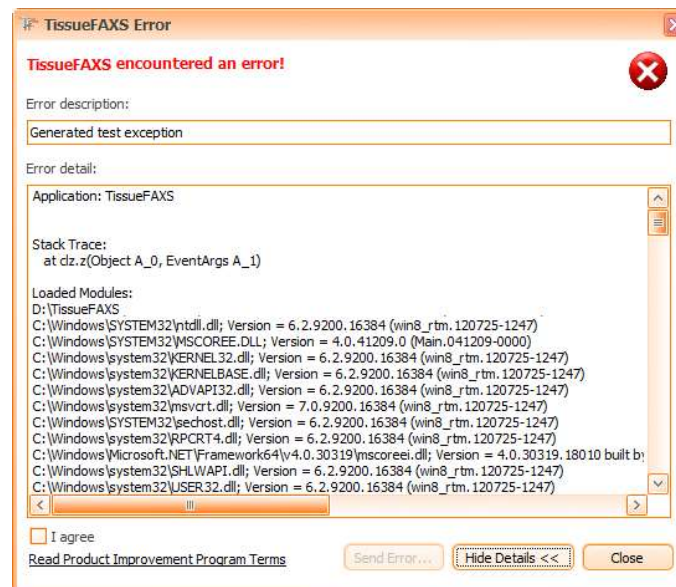 TissueFAXS Error
TissueFAXS encountered an error!
Error description:
Generated test exception
Error detail:
Application: TissueFAXS
Stack Trace:
at clz.z(Object A_0, EventArgs A_1)
Loaded Modules:
D:\TissueFAXS
C:\Windows\SYSTEM32\ntdll.dll; Version = 6.2.9200.16384 (win8_rtm.120725-1247)
C:\Windows\SYSTEM32\MSCOREE.DLL; Version = 4.0.41209.0 (Main.041209-0000)
C:\Windows\system32\KERNEL32.dll; Version = 6.2.9200.16384 (win8_rtm.120725-1247)
C:\Windows\system32\KERNELBASE.dll; Version = 6.2.9200.16384 (win8_rtm.120725-1247)
C:\Windows\system32\ADVAPI32.dll; Version = 6.2.9200.16384 (win8_rtm.120725-1247)
C:\Windows\system32\msvcrt.dll; Version = 7.0.9200.16384 (win8_rtm.120725-1247)
C:\Windows\SYSTEM32\sechost.dll; Version = 6.2.9200.16384 (win8_rtm.120725-1247)
C:\Windows\system32\RPCRT4.dll; Version = 6.2.9200.16384 (win8_rtm.120725-1247)
C:\Windows\Microsoft.NET\Framework64\v4.0.30319\mscoreei.dll; Version = 4.0.30319.18010 built by
C:\Windows\system32\SHLWAPI.dll; Version = 6.2.9200.16384 (win8_rtm.120725-1247)
C:\Windows\system32\USER32.dll; Version = 6.2.9200.16384 (win8_rtm.120725-1247)
I agree
Read Product Improvement Program Terms
Send Error... Hide Details << Close